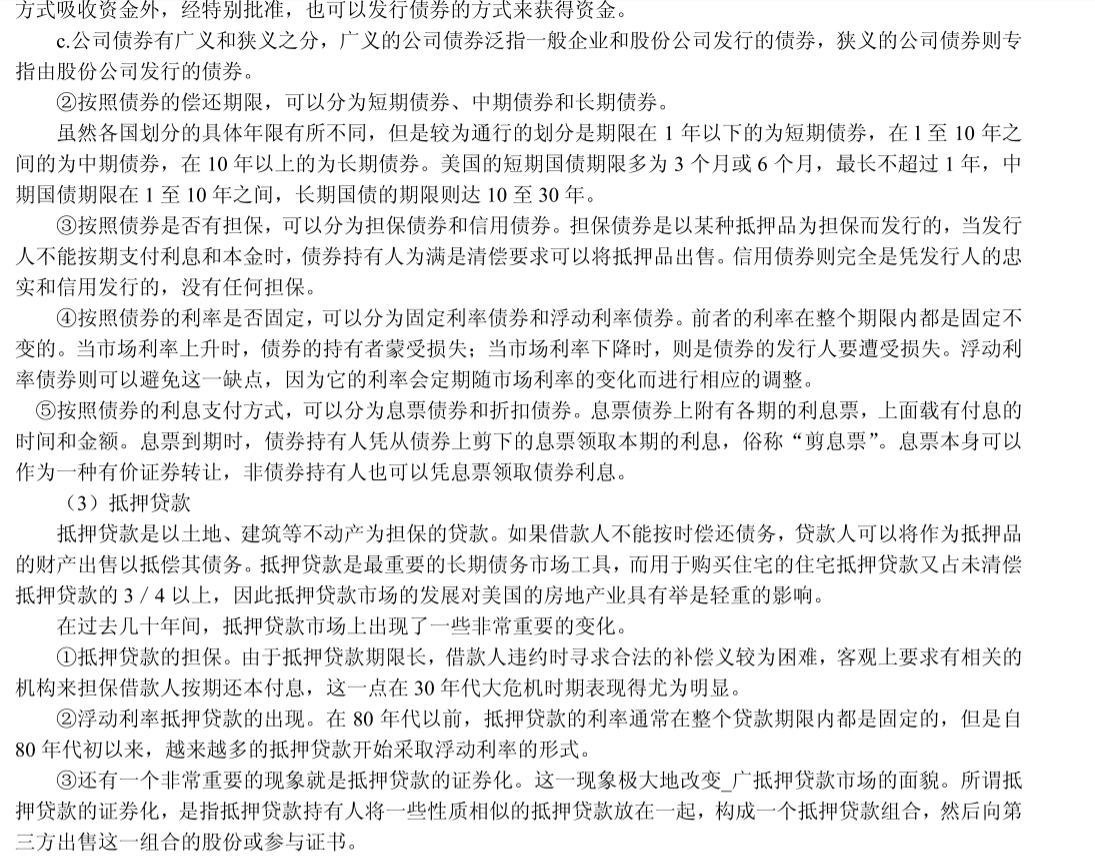 方式吸收资金外，经特别批准，也可以发行债券的方式来获得资金。
c.公司债券有广义和狭义之分，广义的公司债券泛指一般企业和股份公司发行的债券，狭义的公司债券则专
指由股份公司发行的债券。
②按照债券的偿还期限，可以分为短期债券、中期债券和长期债券。
虽然各国划分的具体年限有所不同，但是较为通行的划分是期限在 1 年以下的为短期债券，在 1 至 10 年之
间的为中期债券，在 10 年以上的为长期债券。美国的短期国债期限多为 3 个月或 6 个月，最长不超过 1 年，中
期国债期限在 1 至 10 年之间，长期国债的期限则达 10 至 30 年。
③按照债券是否有担保，可以分为担保债券和信用债券。担保债券是以某种抵押品为担保而发行的，当发行
人不能按期支付利息和本金时，债券持有人为满是清偿要求可以将抵押品出售。信用债券则完全是凭发行人的忠
实和信用发行的，没有任何担保。
④按照债券的利率是否固定，可以分为固定利率债券和浮动利率债券。前者的利率在整个期限内都是固定不
变的。当市场利率上升时，债券的持有者蒙受损失；当市场利率下降时，则是债券的发行人要遭受损失。浮动利
率债券则可以避免这一缺点，因为它的利率会定期随市场利率的变化而进行相应的调整。
⑤按照债券的利息支付方式，可以分为息票债券和折扣债券。息票债券上附有各期的利息票，上面载有付息的
时间和金额。息票到期时，债券持有人凭从债券上剪下的息票领取本期的利息，俗称“剪息票”。息票本身可以
作为一种有价证券转让，非债券持有人也可以凭息票领取债券利息。
（3）抵押贷款
抵押贷款是以土地、建筑等不动产为担保的贷款。如果借款人不能按时偿还债务，贷款人可以将作为抵押品
的财产出售以抵偿其债务。抵押贷款是最重要的长期债务市场工具，而用于购买住宅的住宅抵押贷款又占未清偿
抵押贷款的 3／4 以上，因此抵押贷款市场的发展对美国的房地产业具有举是轻重的影响。
在过去几十年间，抵押贷款市场上出现了一些非常重要的变化。
①抵押贷款的担保。由于抵押贷款期限长，借款人违约时寻求合法的补偿义较为困难，客观上要求有相关的
机构来担保借款人按期还本付息，这一点在 30 年代大危机时期表现得尤为明显。
②浮动利率抵押贷款的出现。在 80 年代以前，抵押贷款的利率通常在整个贷款期限内都是固定的，但是自
80 年代初以来，越来越多的抵押贷款开始采取浮动利率的形式。
③还有一个非常重要的现象就是抵押贷款的证券化。这一现象极大地改变_广抵押贷款市场的面貌。所谓抵
押贷款的证券化，是指抵押贷款持有人将一些性质相似的抵押贷款放在一起，构成一个抵押贷款组合，然后向第
三方出售这一组合的股份或参与证书。